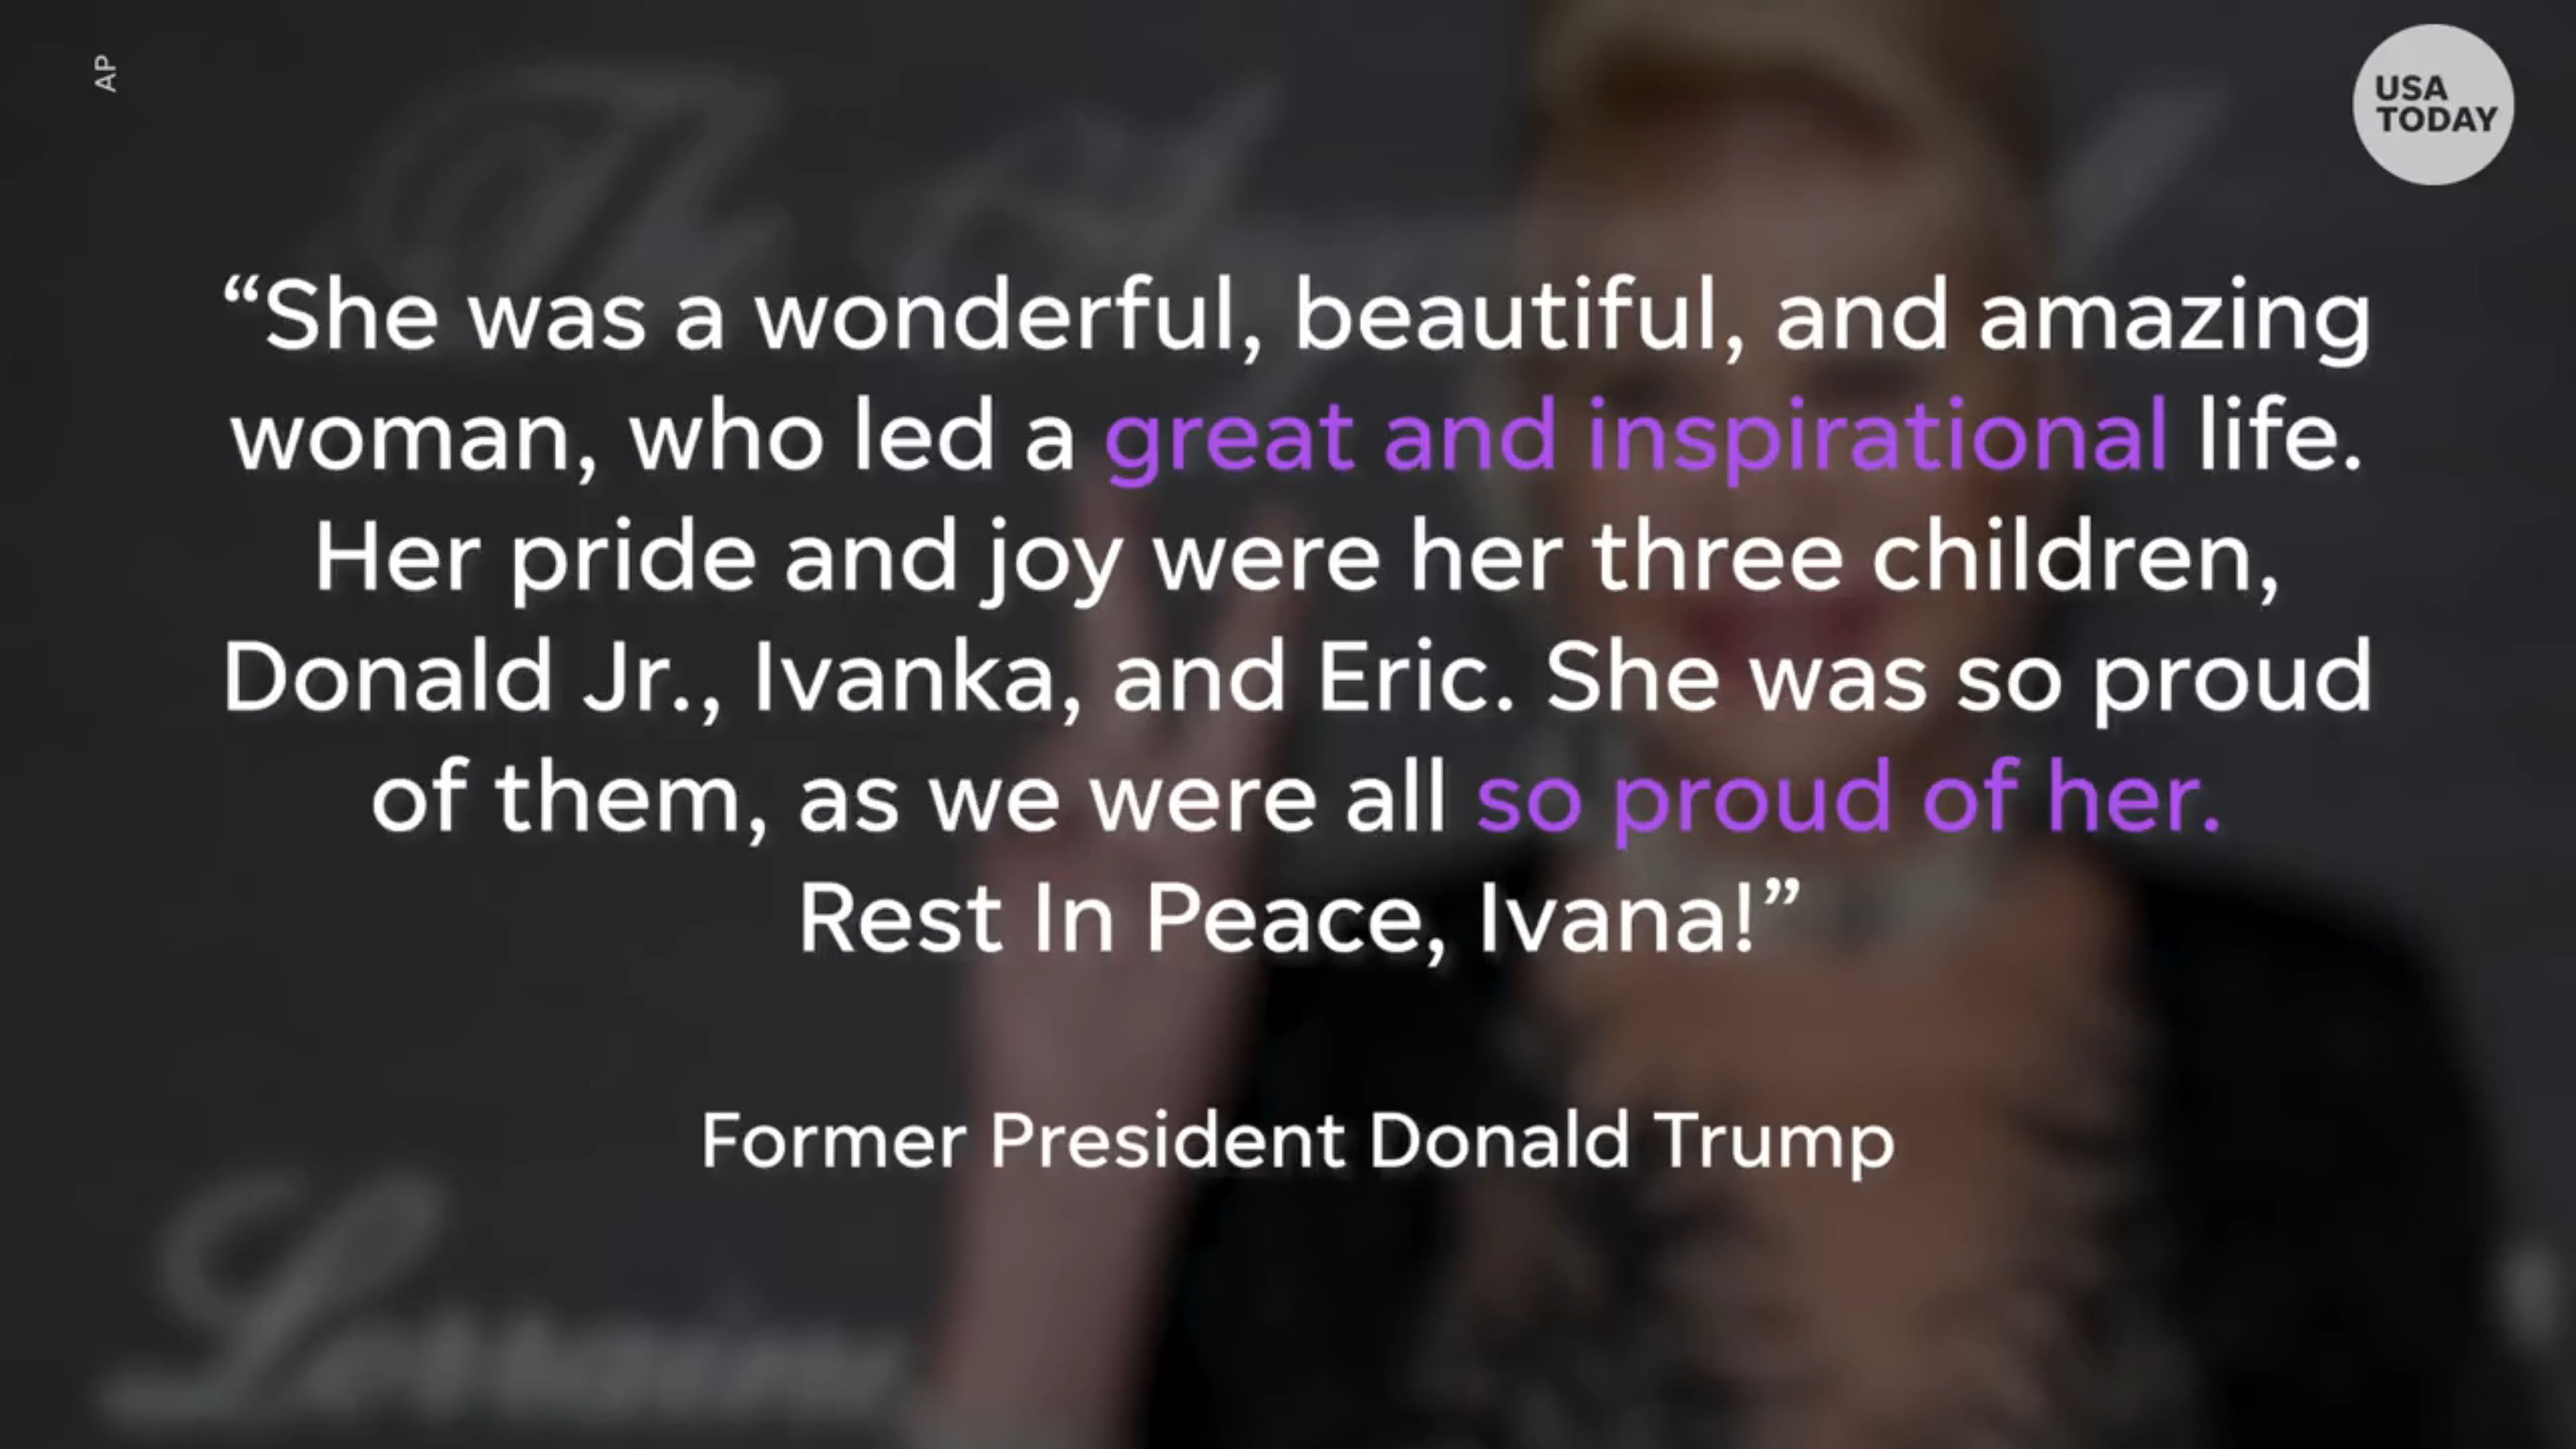 AP
USA
TODAY
“She was a wonderful, beautiful, and amazing
woman, who led a great and inspirational life.
Her pride and joy were her three children,
Donald Jr., Ivanka, and Eric. She was so proud
of them, as we were all so proud of her.
Rest In Peace, Ivana!”
Former President Donald Trump